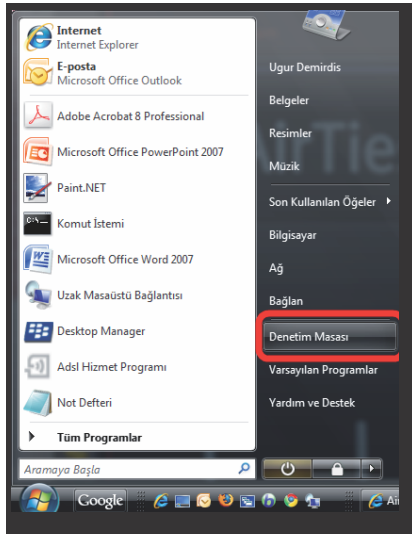 Internet
Internet Explorer
E-posta
Microsoft Office Outlook
Adobe Acrobat 8 Professional
Microsoft Office PowerPoint 2007
Paint.NET
Komut İstemi
Microsoft Office Word 2007
Uzak Masaüstü Bağlantısı
Desktop Manager
Adsl Hizmet Programı
Not Defteri
Tüm Programlar
Aramaya Başla
Ugur Demirdis
Belgeler
Resimler
Müzik
Son Kullanılan Öğeler
Bilgisayar
Ağ
Bağlan
Denetim Masası
Varsayılan Programlar
Yardım ve Destek
AirTie
Google
Ai